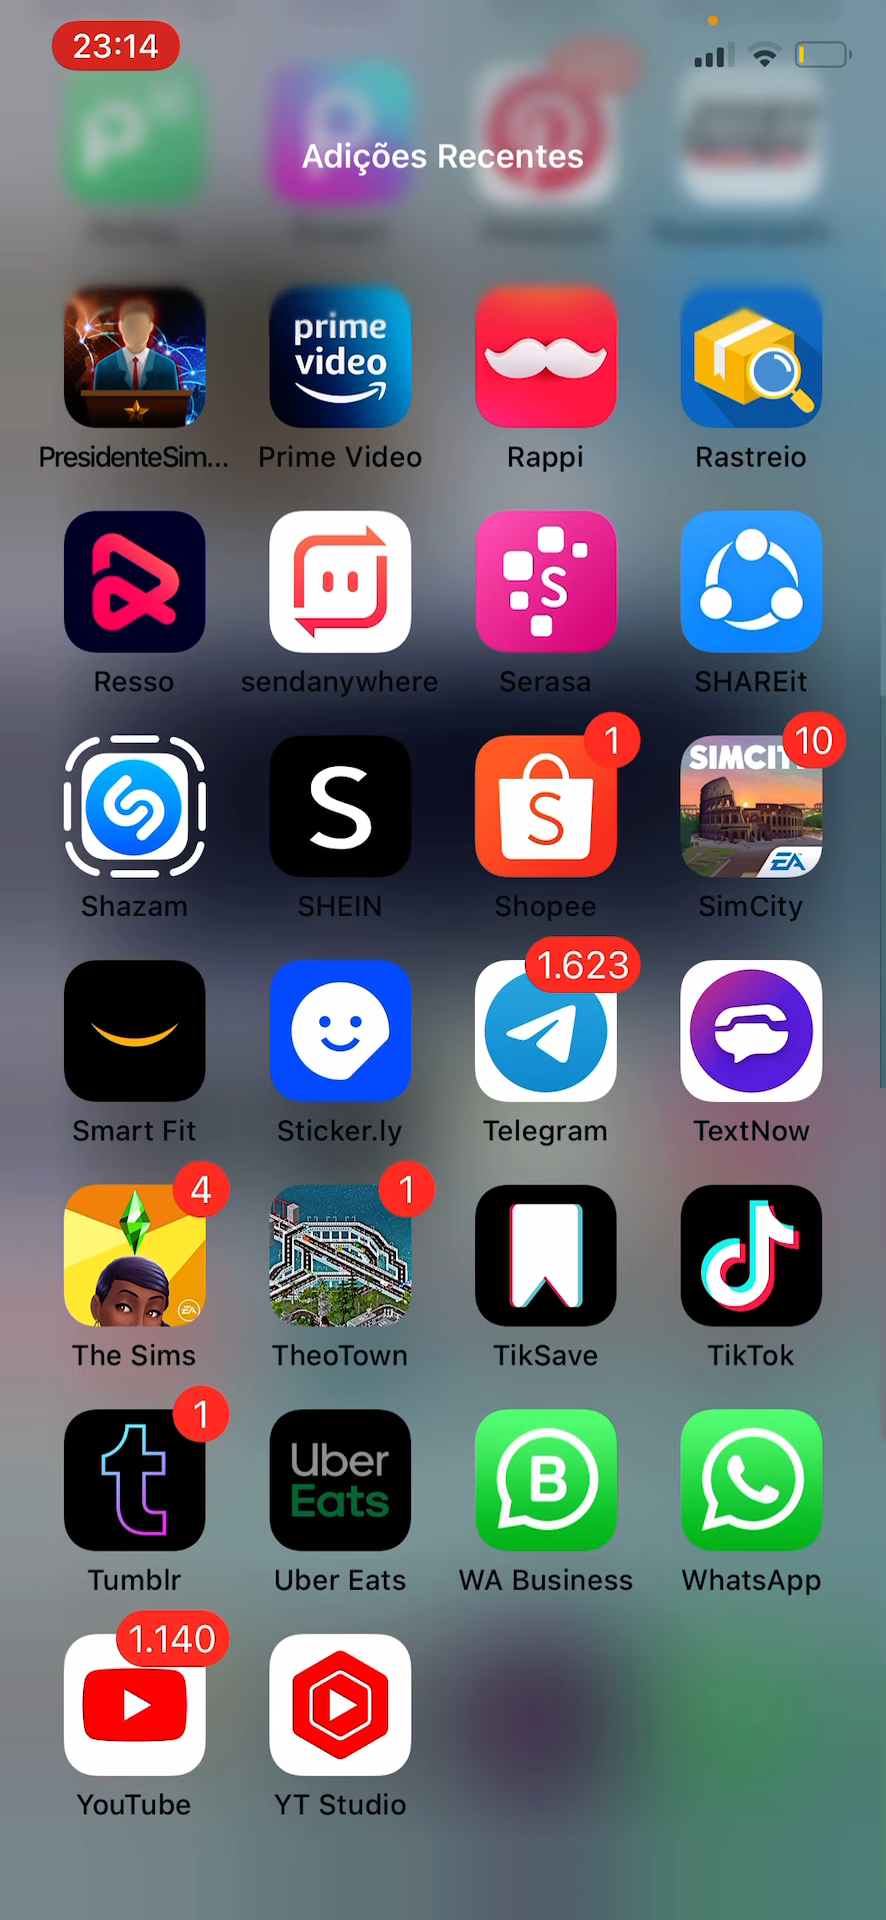 23:14
Adições Recentes
prime
video
PresidenteSim...
Prime Video
Rappi
Rastreio
S
Resso
sendanywhere
Serasa
SHAREit
S
S
1
SIMCIT
10
EA
Shazam
SHEIN
Shopee
SimCity
1.623
Smart Fit
Sticker.ly
Telegram
TextNow
4
EA
1
The Sims
TheoTown
TikSave
TikTok
t
1
Uber
Eats
B
Tumblr
Uber Eats
WA Business
WhatsApp
1.140
YouTube
YT Studio